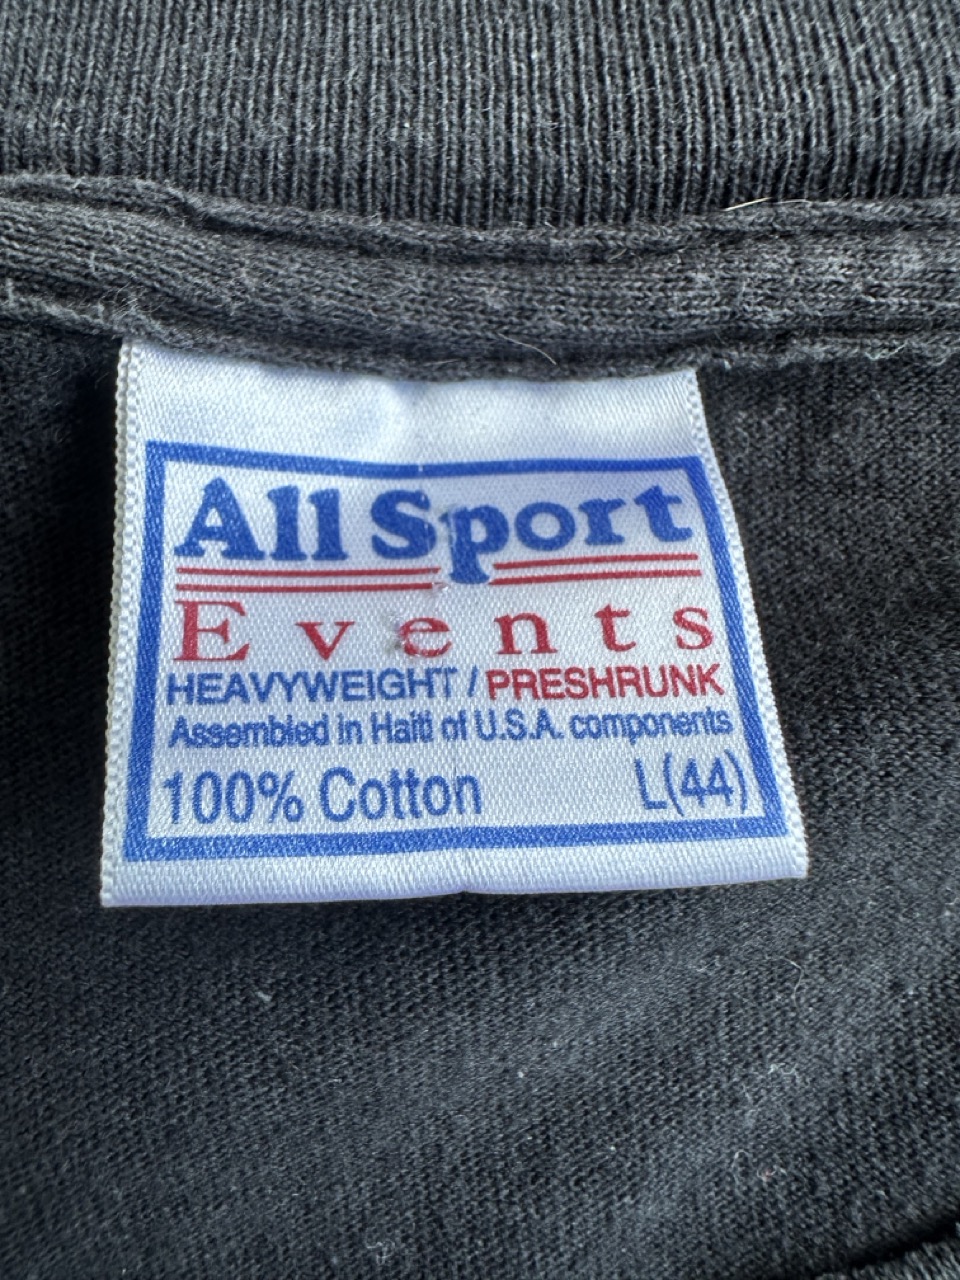 All Sport
Events
HEAVYWEIGHT / PRESHRUNK
Assembled in Haiti of U.S.A. components
100% Cotton L(44)